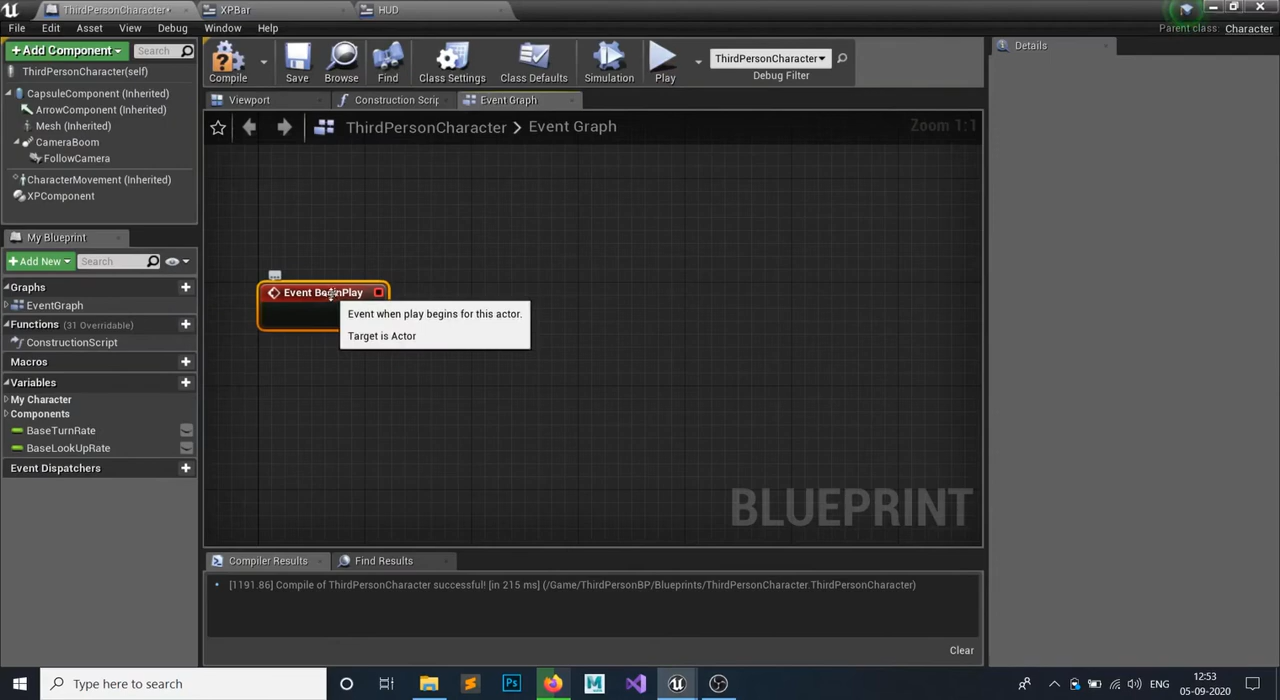 ThirdPersonCharacter*
XPBar
HUD
File Edit Asset View Debug Window Help
Parent class: Character
Add Component
Search
Compile
Save
Browse
Find
Class Settings
Class Defaults
Simulation
Play
ThirdPersonCharacter
Debug Filter
Details
ThirdPersonCharacter(self)
CapsuleComponent (Inherited)
ArrowComponent (Inherited)
Mesh (Inherited)
CameraBoom
FollowCamera
CharacterMovement (Inherited)
XPComponent
Viewport
Construction Scrip
Event Graph
ThirdPersonCharacter > Event Graph
Zoom 1:1
My Blueprint
Add New
Search
Graphs
EventGraph
Functions (31 Overridable)
ConstructionScript
Macros
Variables
My Character
Components
BaseTurnRate
BaseLookUpRate
Event Dispatchers
Event BeginPlay
Event when play begins for this actor.
Target is Actor
BLUEPRINT
Compiler Results
Find Results
[1191.86] Compile of ThirdPersonCharacter successful! [in 215 ms] (/Game/ThirdPersonBP/Blueprints/ThirdPersonCharacter.ThirdPersonCharacter)
Clear
Type here to search
ENG
12:53
05-09-2020